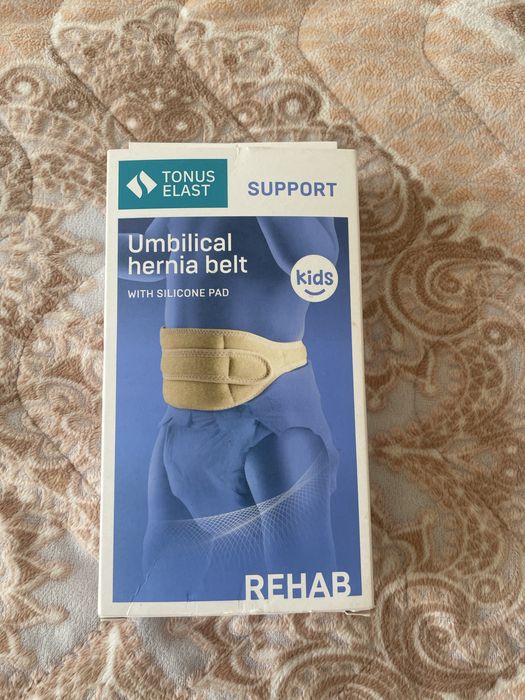 TONUS
ELAST
SUPPORT
Umbilical
hernia belt
kids
WITH SILICONE PAD
REHAB